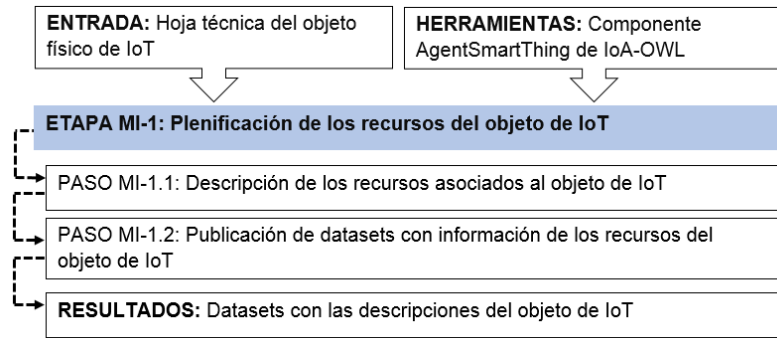 ENTRADA: Hoja técnica del objeto
físico de IoT
HERRAMIENTAS: Componente
AgentSmartThing de IoA-OWL
ETAPA MI-1: Plenificación de los recursos del objeto de IoT
PASO MI-1.1: Descripción de los recursos asociados al objeto de IoT
PASO MI-1.2: Publicación de datasets con información de los recursos del
objeto de IoT
RESULTADOS: Datasets con las descripciones del objeto de IoT